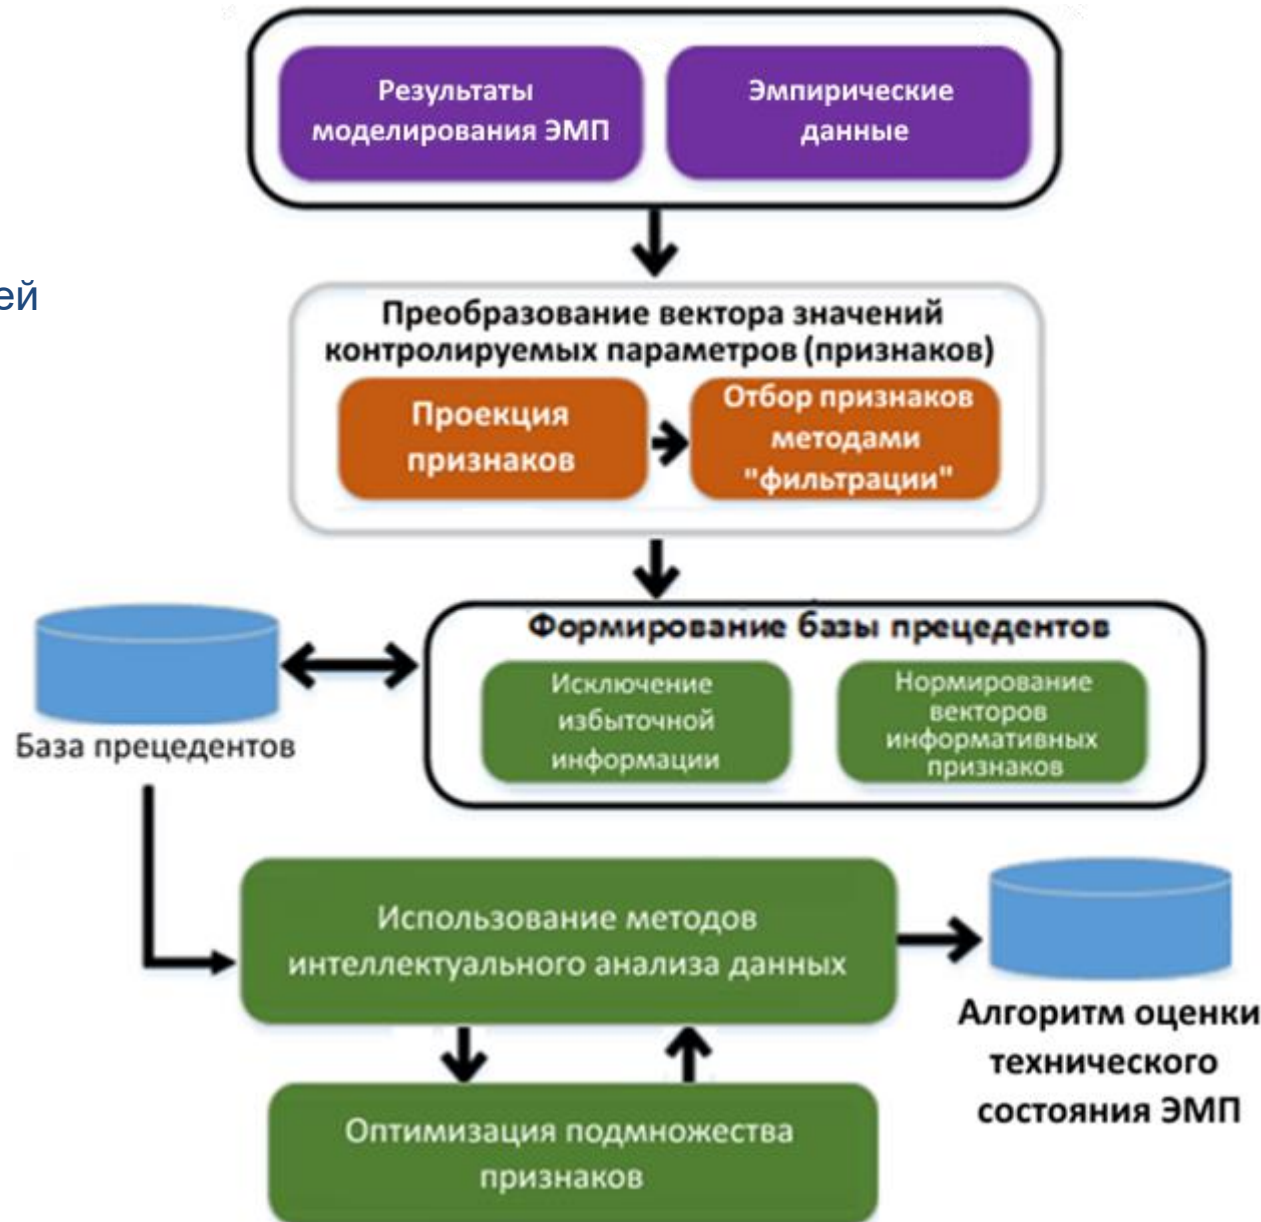 Результаты
моделирования ЭМП
Эмпирические
данные
ей
Преобразование вектора значений
контролируемых параметров (признаков)
Проекция
признаков
Отбор признаков
методами
"фильтрации"
Формирование базы прецедентов
Исключение
избыточной
информации
Нормирование
векторов
информативных
признаков
База прецедентов
Использование методов
интеллектуального анализа данных
Алгоритм оценки
технического
состояния ЭМП
Оптимизация подмножества
признаков